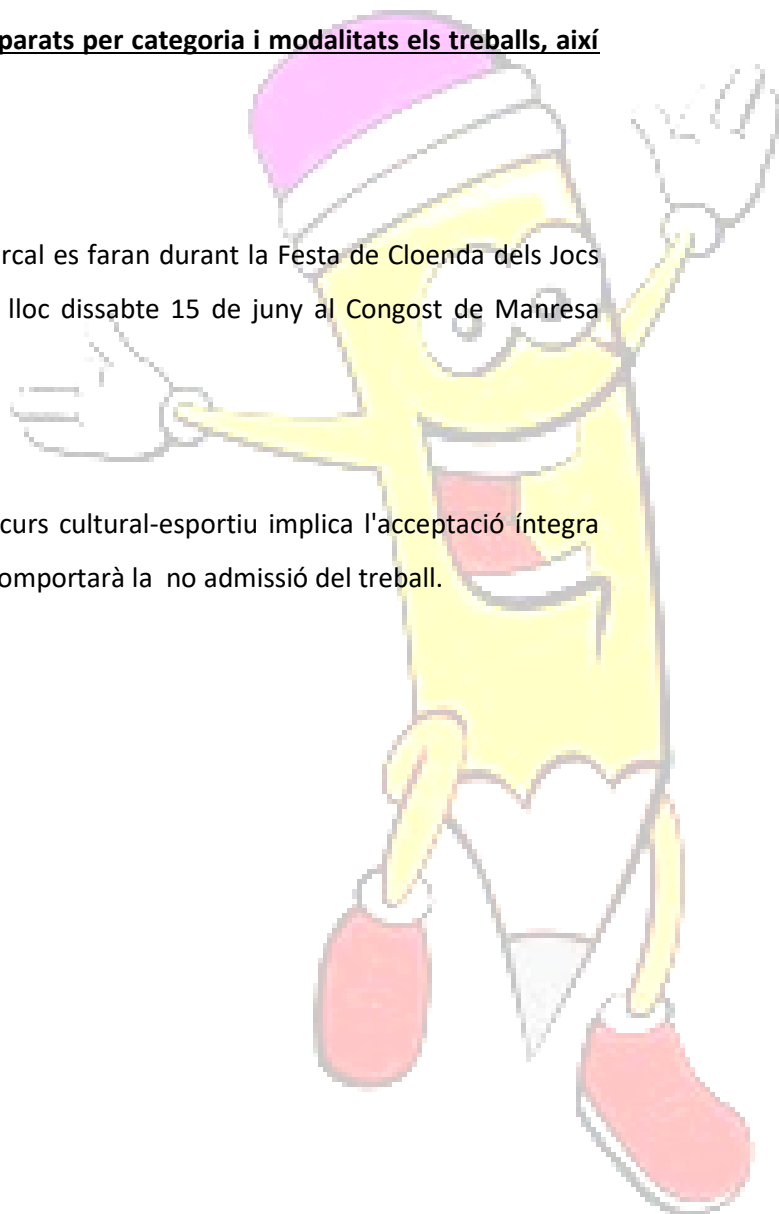 parats per categoria i modalitats els treballs, així
rcal es faran durant la Festa de Cloenda dels Jocs
lloc dissabte 15 de juny al Congost de Manresa
curs cultural-esportiu implica l'acceptació íntegra
omportarà la no admissió del treball.